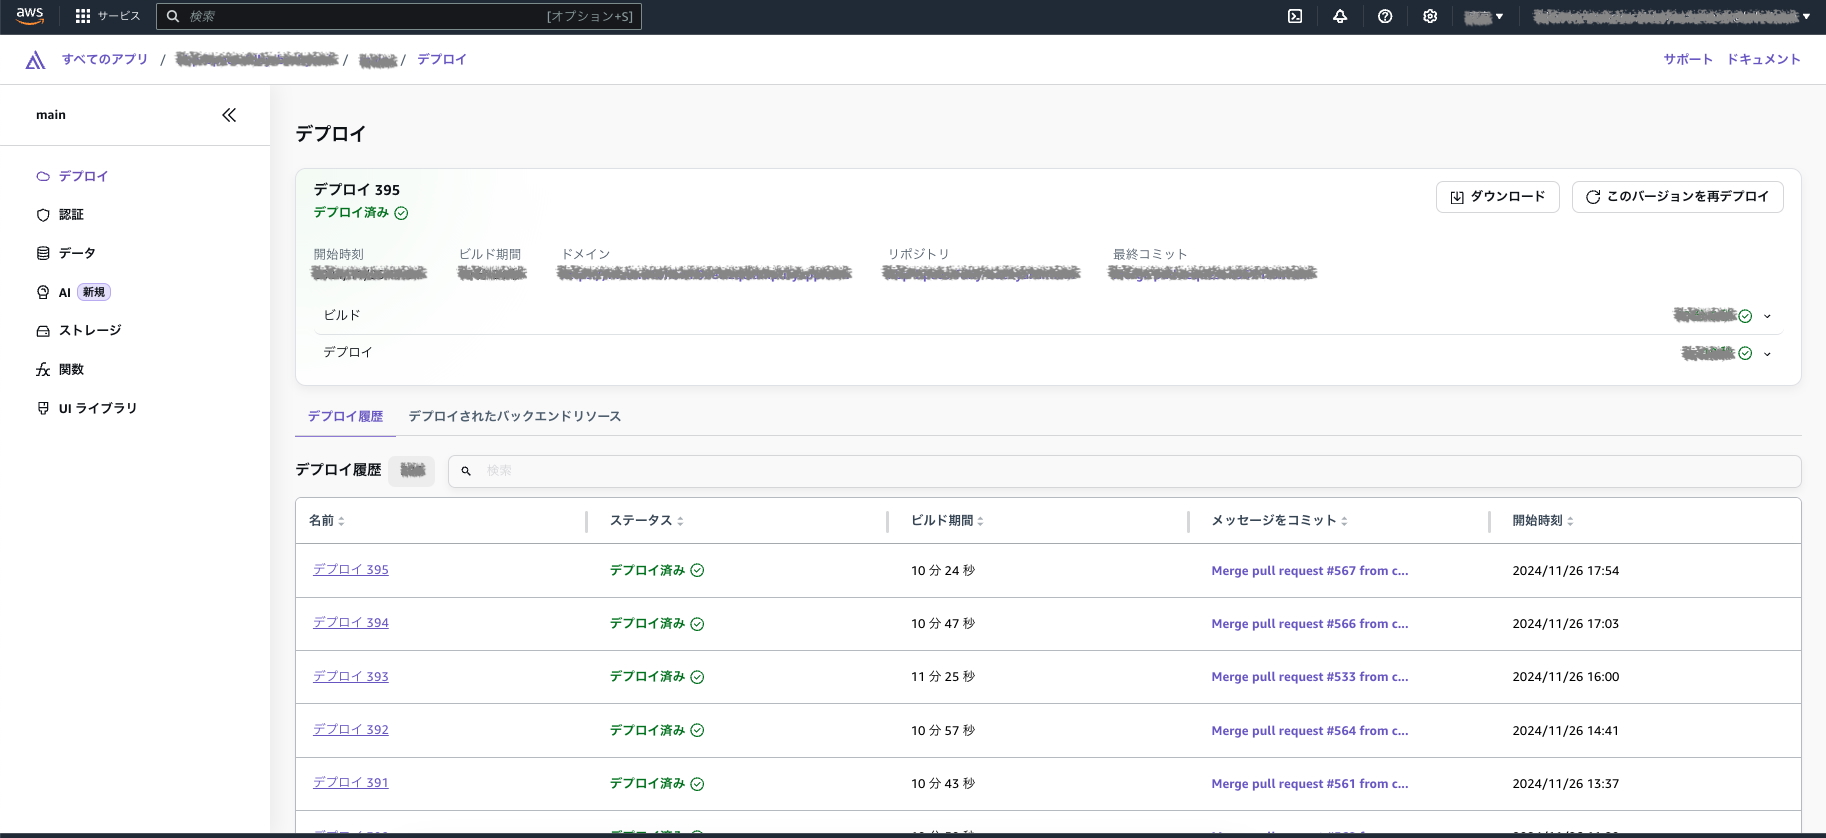 aws サービス 検索 [オプション+S]
すべてのアプリ / / / デプロイ サポート ドキュメント
main
デプロイ
認証
データ
AI 新規
ストレージ
関数
UI ライブラリ
デプロイ
デプロイ 395 ダウンロード このバージョンを再デプロイ
デプロイ済み
開始時刻 ビルド期間 ドメイン リポジトリ 最終コミット
ビルド
デプロイ
デプロイ履歴 デプロイされたバックエンドリソース
デプロイ履歴 検索
名前 ステータス ビルド期間 メッセージをコミット 開始時刻
デプロイ 395 デプロイ済み 10 分 24 秒 Merge pull request #567 from c... 2024/11/26 17:54
デプロイ 394 デプロイ済み 10 分 47 秒 Merge pull request #566 from c... 2024/11/26 17:03
デプロイ 393 デプロイ済み 11 分 25 秒 Merge pull request #533 from c... 2024/11/26 16:00
デプロイ 392 デプロイ済み 10 分 57 秒 Merge pull request #564 from c... 2024/11/26 14:41
デプロイ 391 デプロイ済み 10 分 43 秒 Merge pull request #561 from c... 2024/11/26 13:37